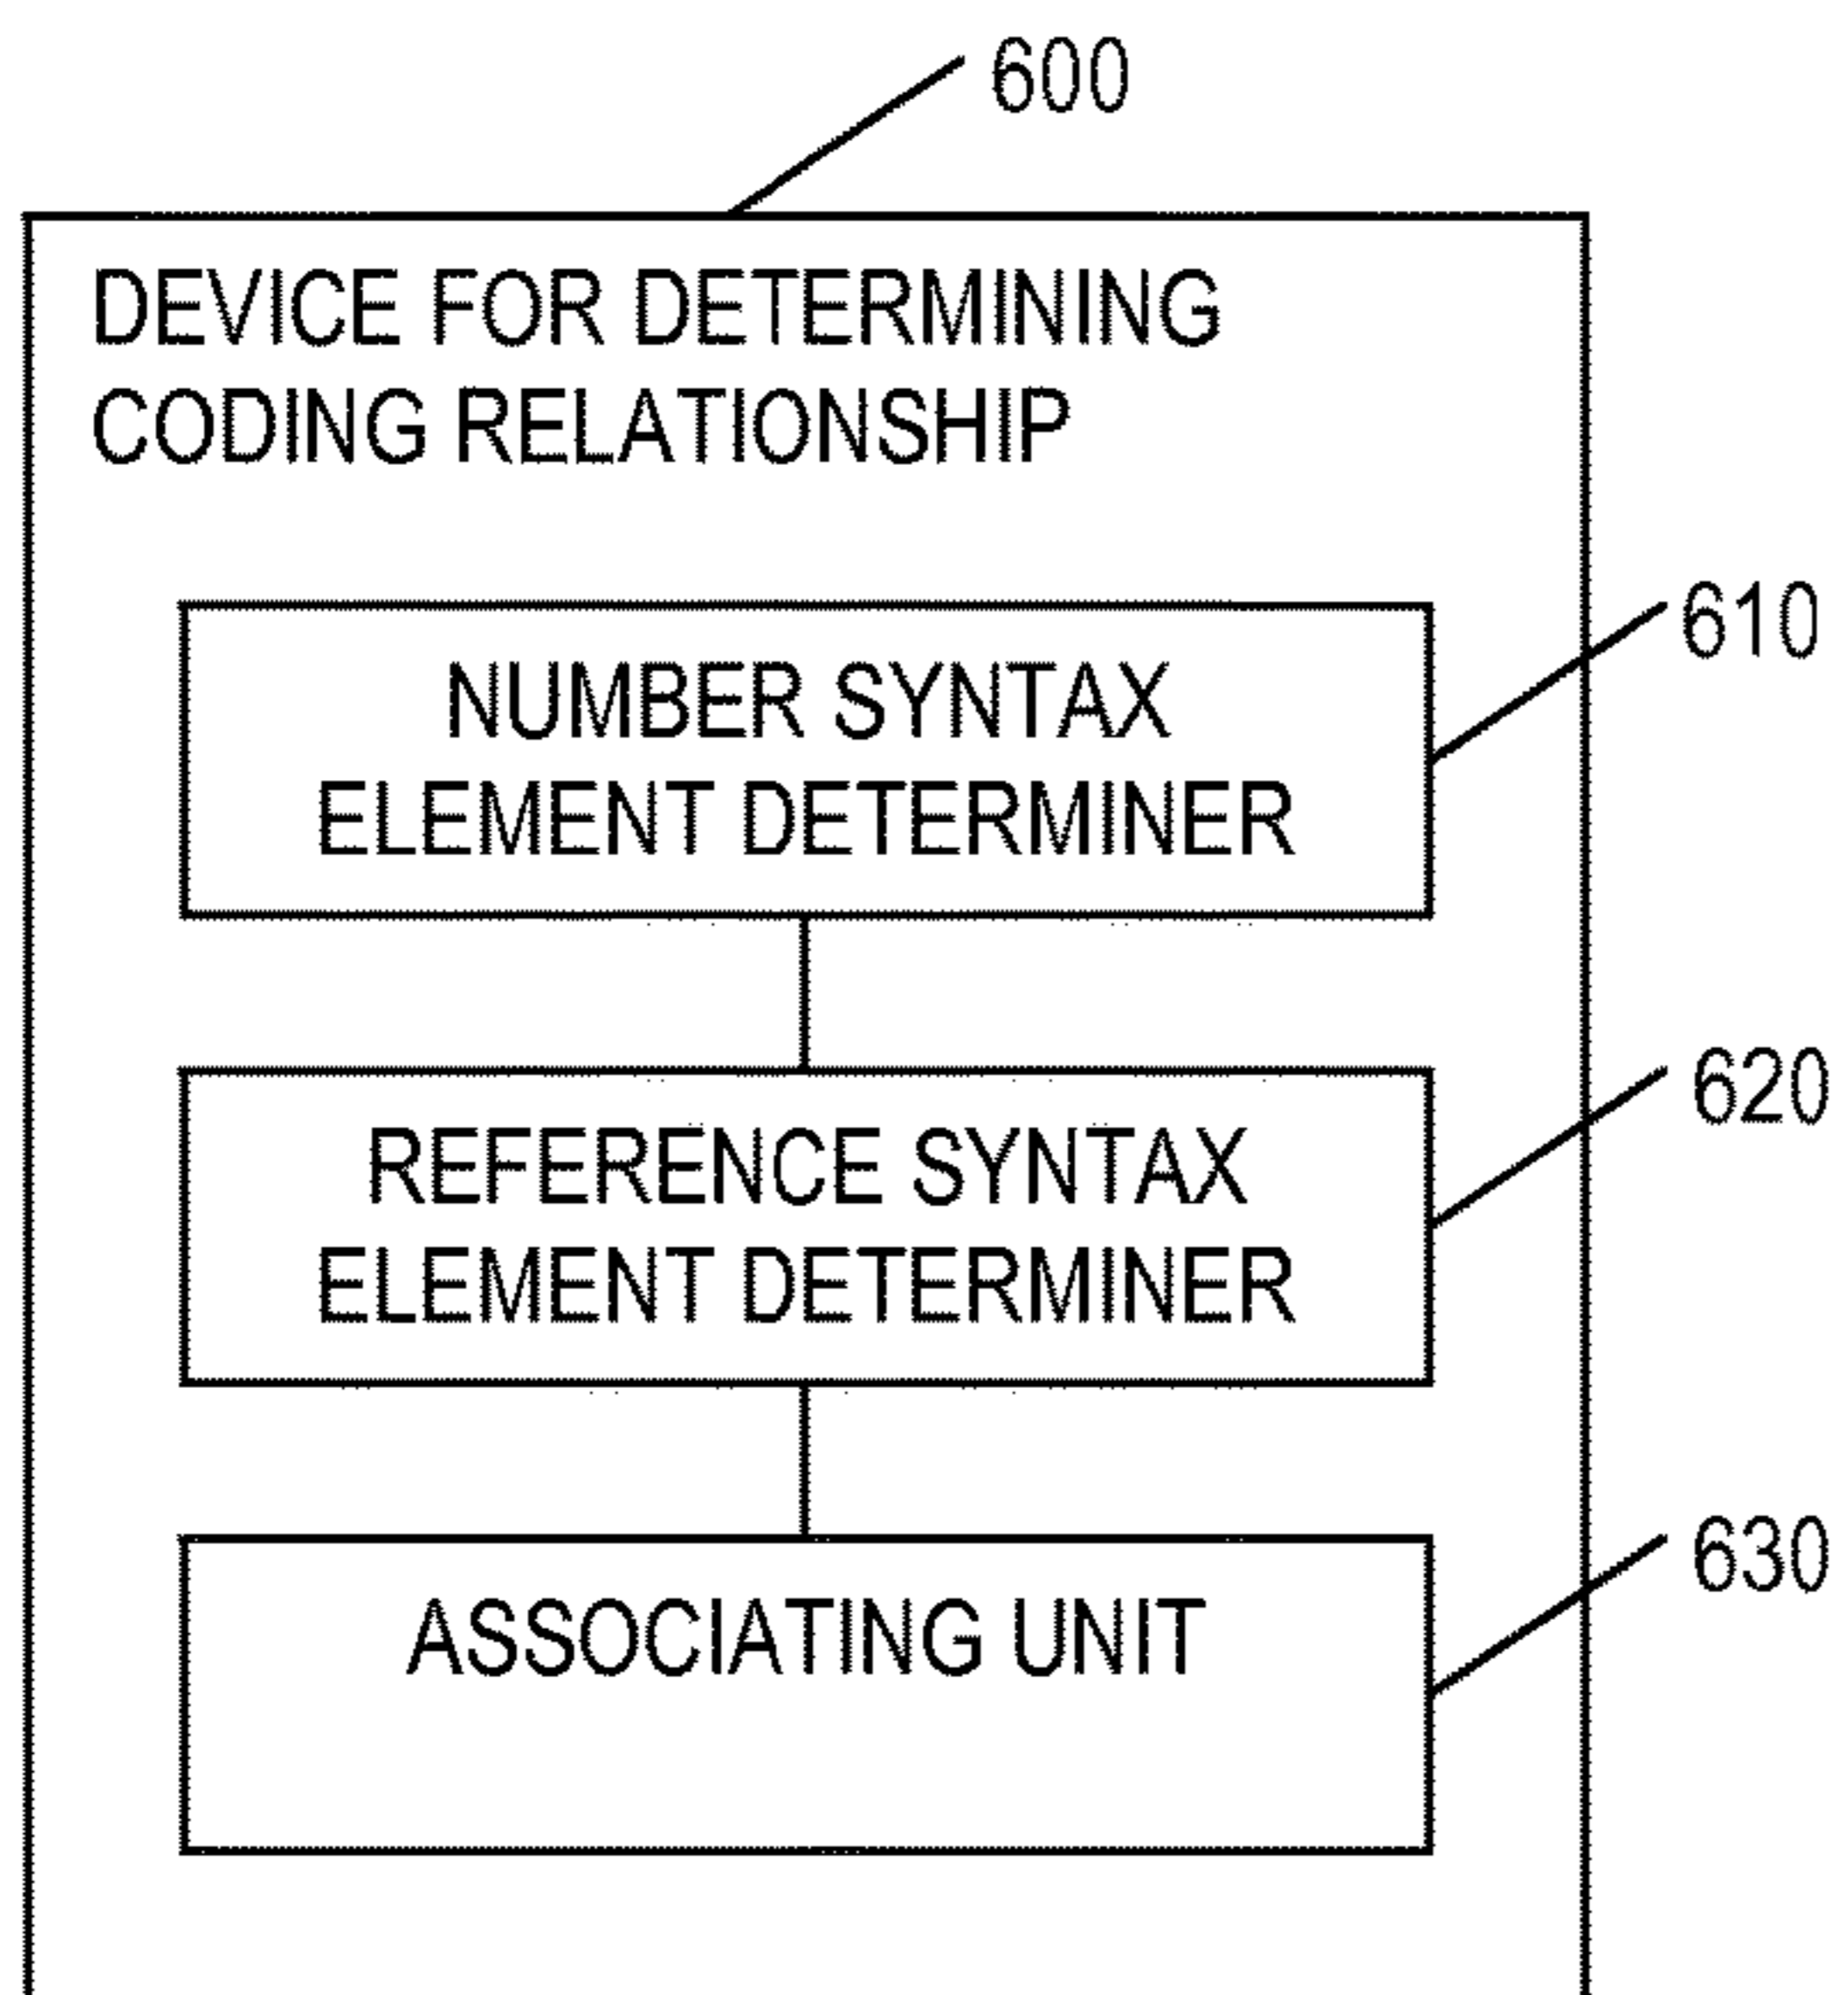 600
DEVICE FOR DETERMINING
CODING RELATIONSHIP
610
NUMBER SYNTAX
ELEMENT DETERMINER
620
REFERENCE SYNTAX
ELEMENT DETERMINER
630
ASSOCIATING UNIT